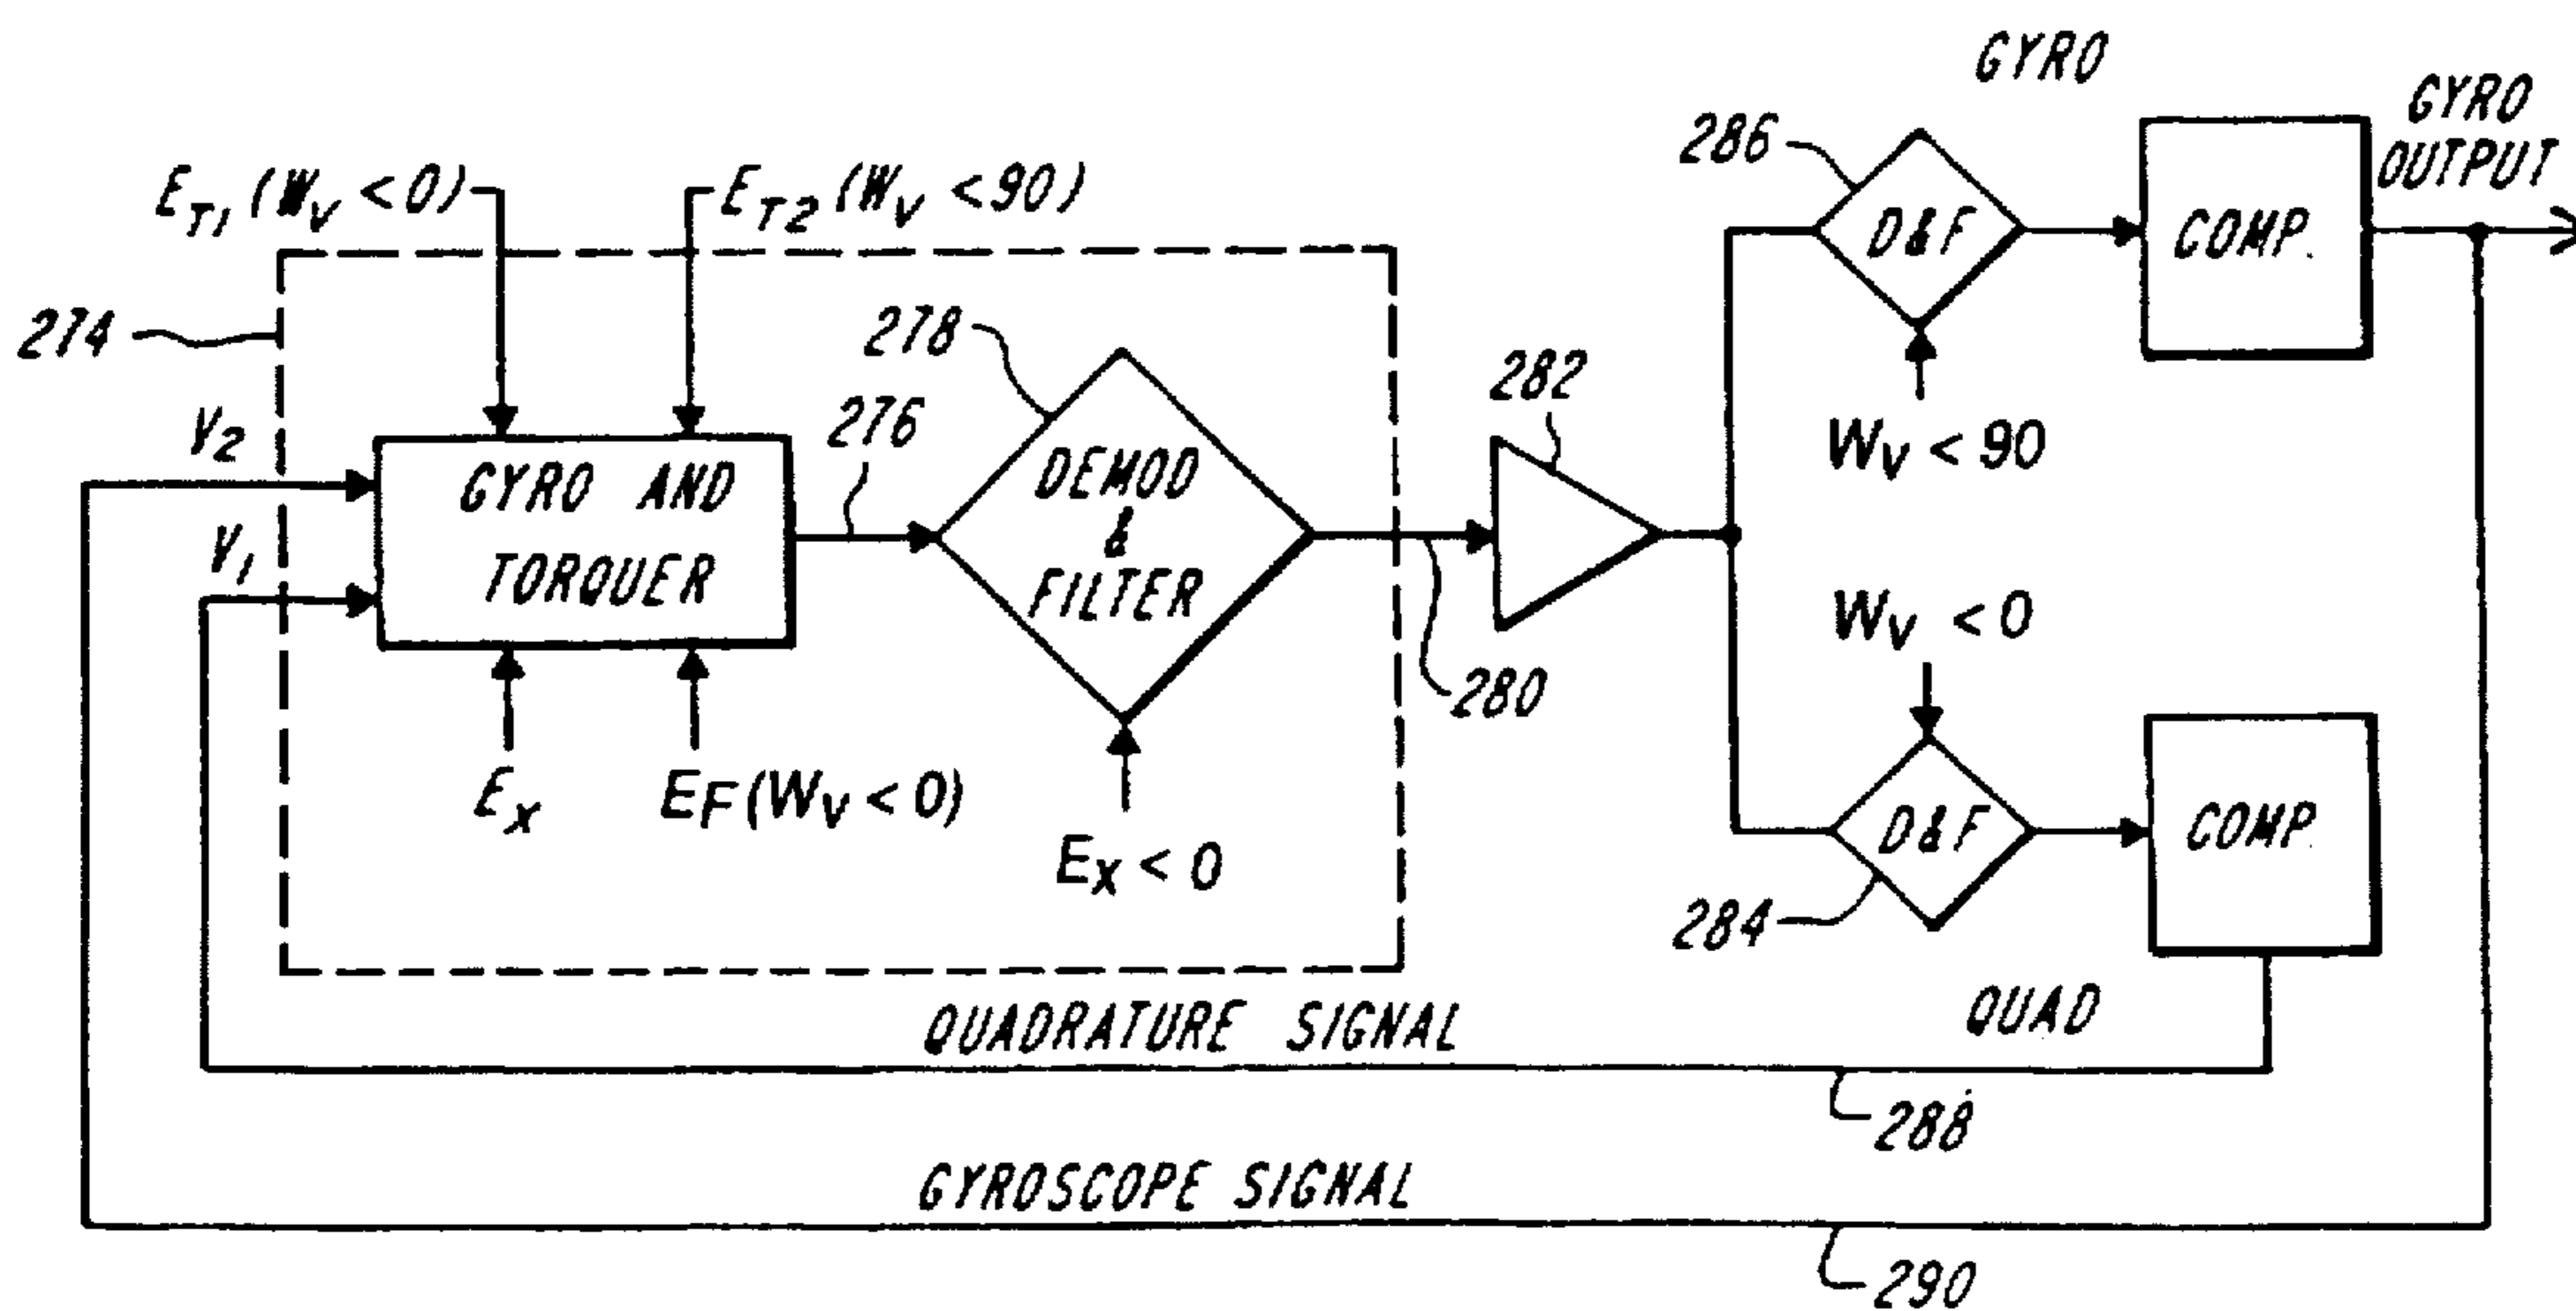 GYRO
GYRO
OUTPUT
286
D&F
COMP.
E_T1 (W_V <0)
E_T2 (W_V <90)
274
278
282
276
V_2
W_V < 90
GYRO AND
TORQUER
DEMOD
&
FILTER
V_1
W_V < 0
280
E_X
E_F (W_V < 0)
E_X < 0
D&F
COMP.
284
QUAD
QUADRATURE SIGNAL
288
GYROSCOPE SIGNAL
290